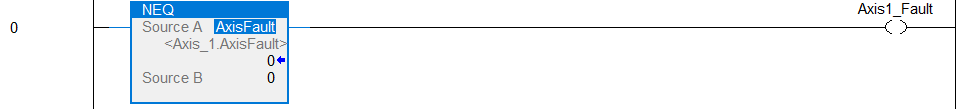 NEQ
Axis1_Fault
0
Source A AxisFault
<Axis_1.AxisFault>
0
Source B 0